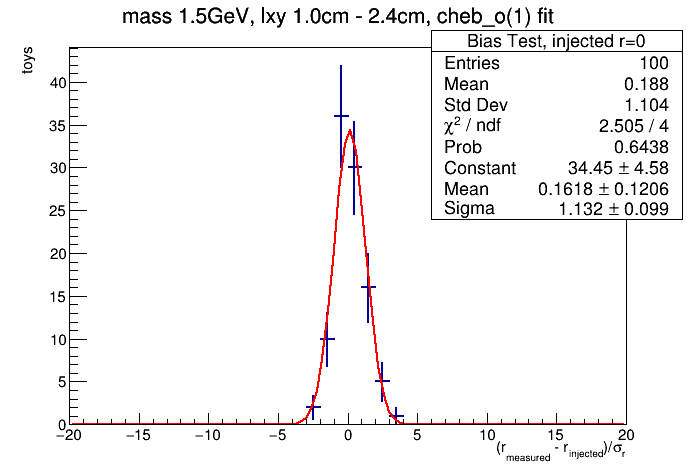 mass 1.5GeV, lxy 1.0cm - 2.4cm, cheb_o(1) fit
toys
Bias Test, injected r=0
Entries 100
Mean 0.188
Std Dev 1.104
χ² / ndf 2.505 / 4
Prob 0.6438
Constant 34.45 ± 4.58
Mean 0.1618 ± 0.1206
Sigma 1.132 ± 0.099
40
35
30
25
20
15
10
5
0
−20 −15 −10 −5 0 5 10 15 20
(r_measured - r_injected)/σ_r